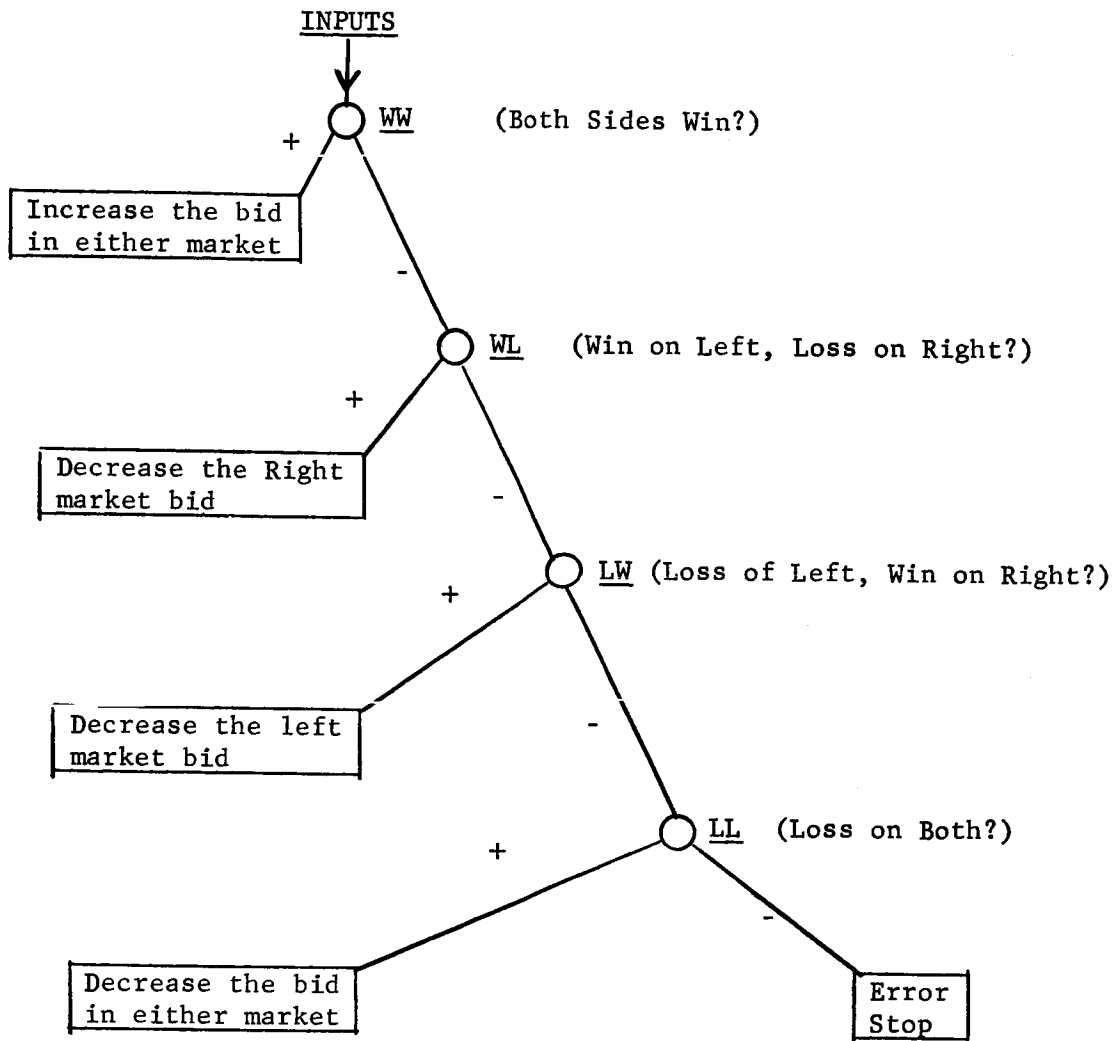 INPUTS
WW (Both Sides Win?)
+
Increase the bid
in either market
-
WL (Win on Left, Loss on Right?)
+
Decrease the Right
market bid
-
LW (Loss of Left, Win on Right?)
+
Decrease the left
market bid
-
LL (Loss on Both?)
+
-
Decrease the bid
in either market
Error
Stop